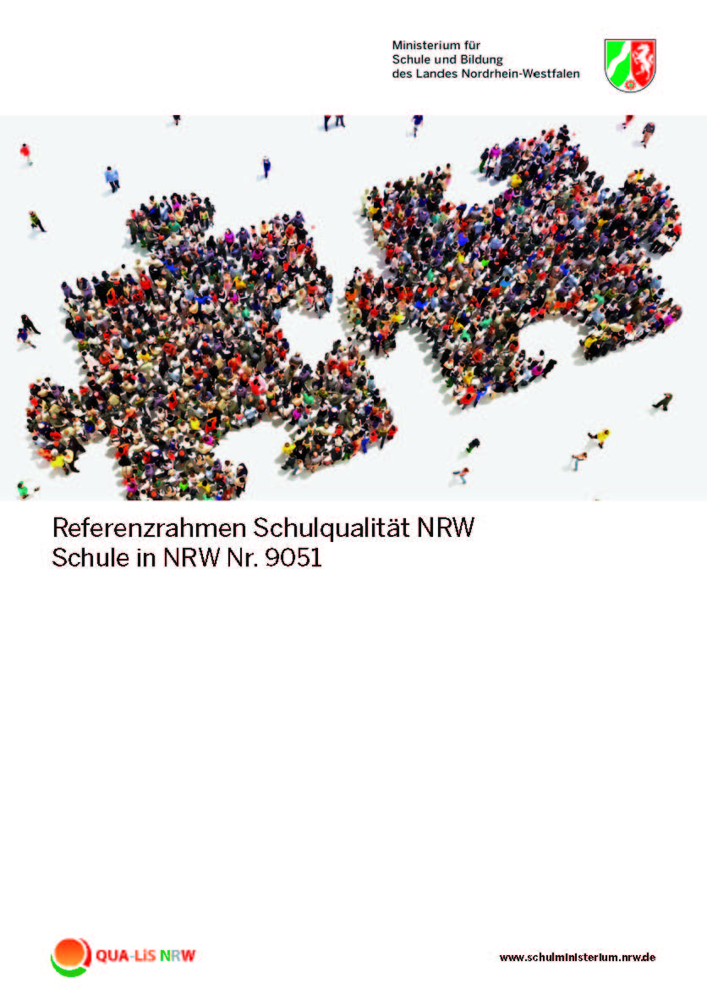 Ministerium für
Schule und Bildung
des Landes Nordrhein-Westfalen
Referenzrahmen Schulqualität NRW
Schule in NRW Nr. 9051
QUA-LiS NRW
www.schulministerium.nrw.de